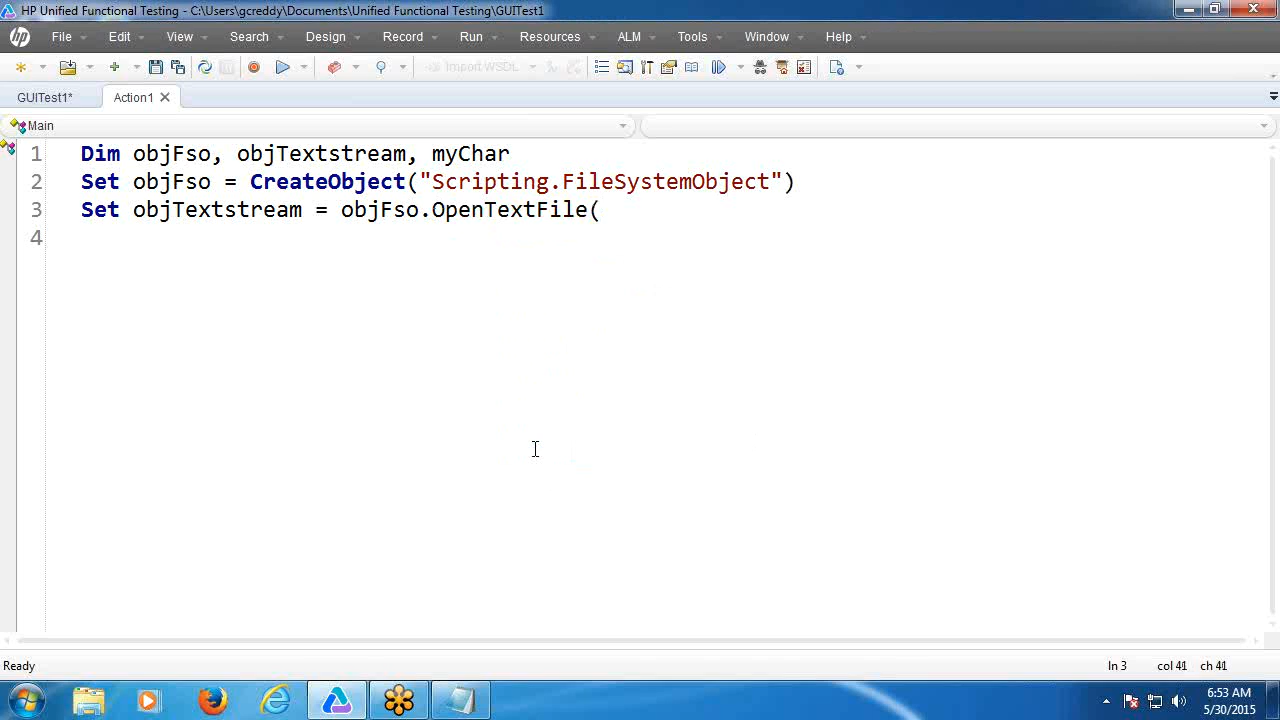 HP Unified Functional Testing - C:\Users\gcreddy\Documents\Unified Functional Testing\GUITest1
File Edit View Search Design Record Run Resources ALM Tools Window Help
Import WSDL
GUITest1* Action1
Main
1 Dim objFso, objTextstream, myChar
2 Set objFso = CreateObject("Scripting.FileSystemObject")
3 Set objTextstream = objFso.OpenTextFile(
4
Ready ln 3 col 41 ch 41
6:53 AM
5/30/2015